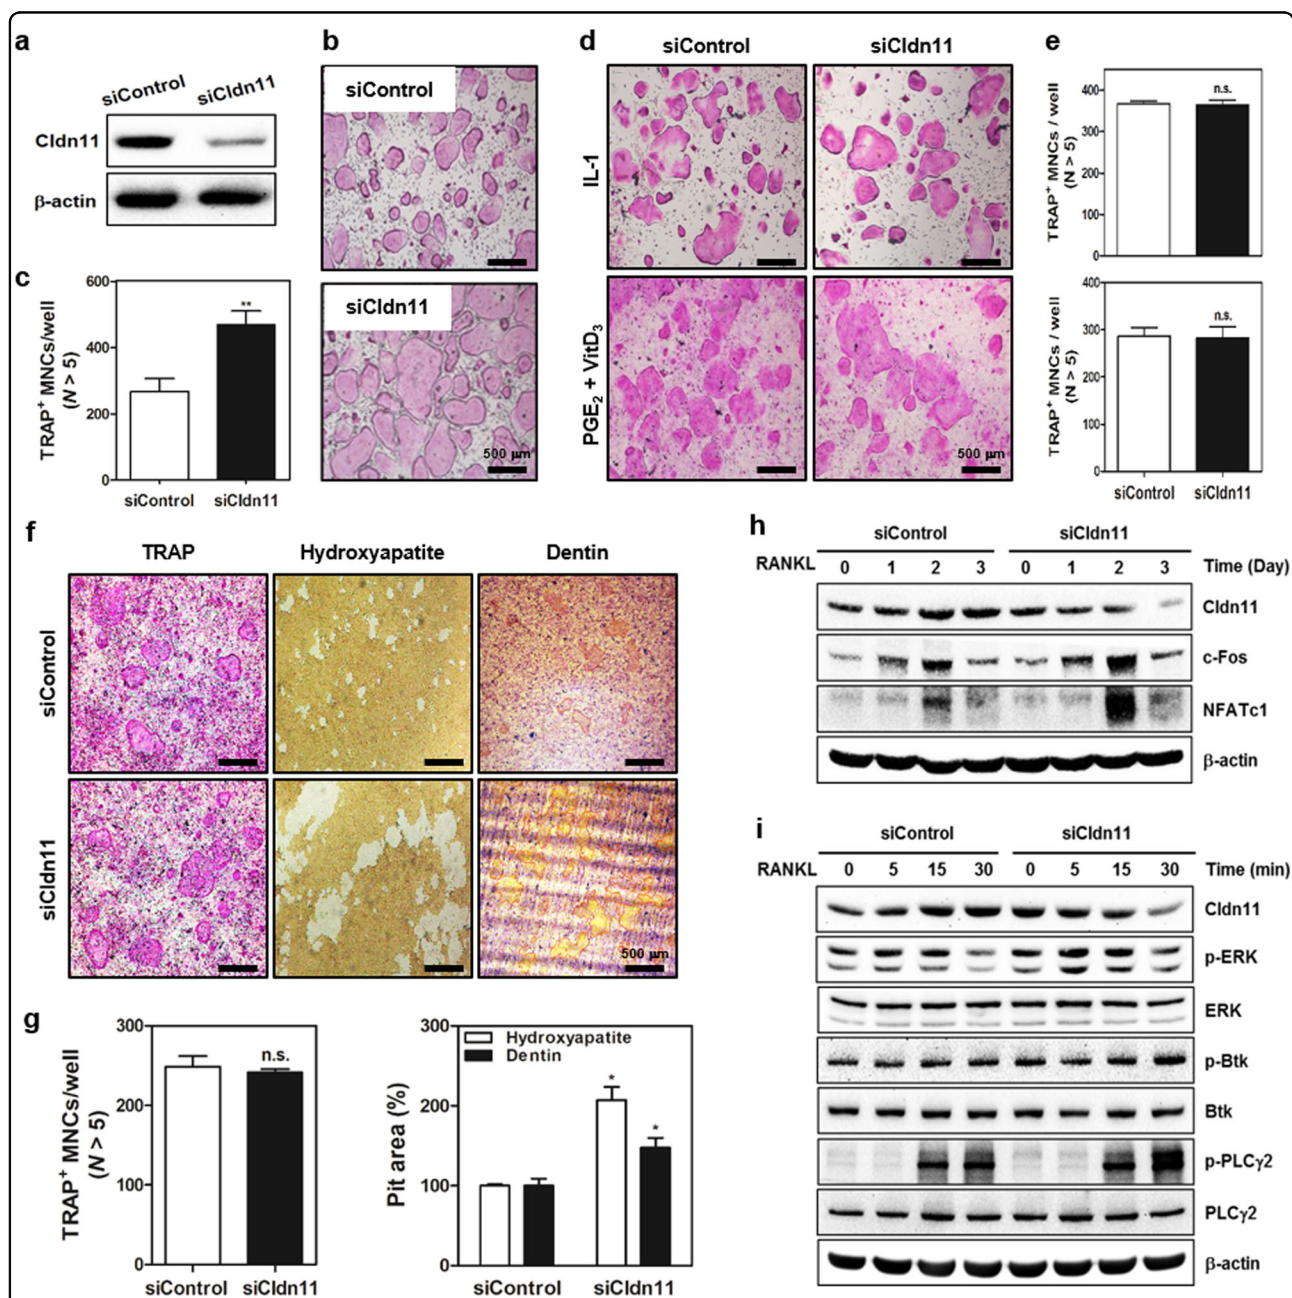 a
siControl siCldn11
Cldn11
β-actin
b
siControl
siCldn11
500 µm
c
600
400
200
0
TRAP⁺ MNCs/well
(N > 5)
**
siControl siCldn11
d
siControl siCldn11
IL-1
PGE₂ + VitD₃
500 µm
e
400
300
200
100
0
TRAP⁺ MNCs / well
(N > 5)
n.s.
400
300
200
100
0
TRAP⁺ MNCs / well
(N > 5)
n.s.
siControl siCldn11
f
TRAP Hydroxyapatite Dentin
siControl
siCldn11
500 µm
g
300
200
100
0
TRAP⁺ MNCs/well
(N > 5)
n.s.
siControl siCldn11
300
200
100
0
Pit area (%)
Hydroxyapatite
Dentin
*
*
siControl siCldn11
h
siControl siCldn11
RANKL 0 1 2 3 0 1 2 3 Time (Day)
Cldn11
c-Fos
NFATc1
β-actin
i
siControl siCldn11
RANKL 0 5 15 30 0 5 15 30 Time (min)
Cldn11
p-ERK
ERK
p-Btk
Btk
p-PLCγ2
PLCγ2
β-actin